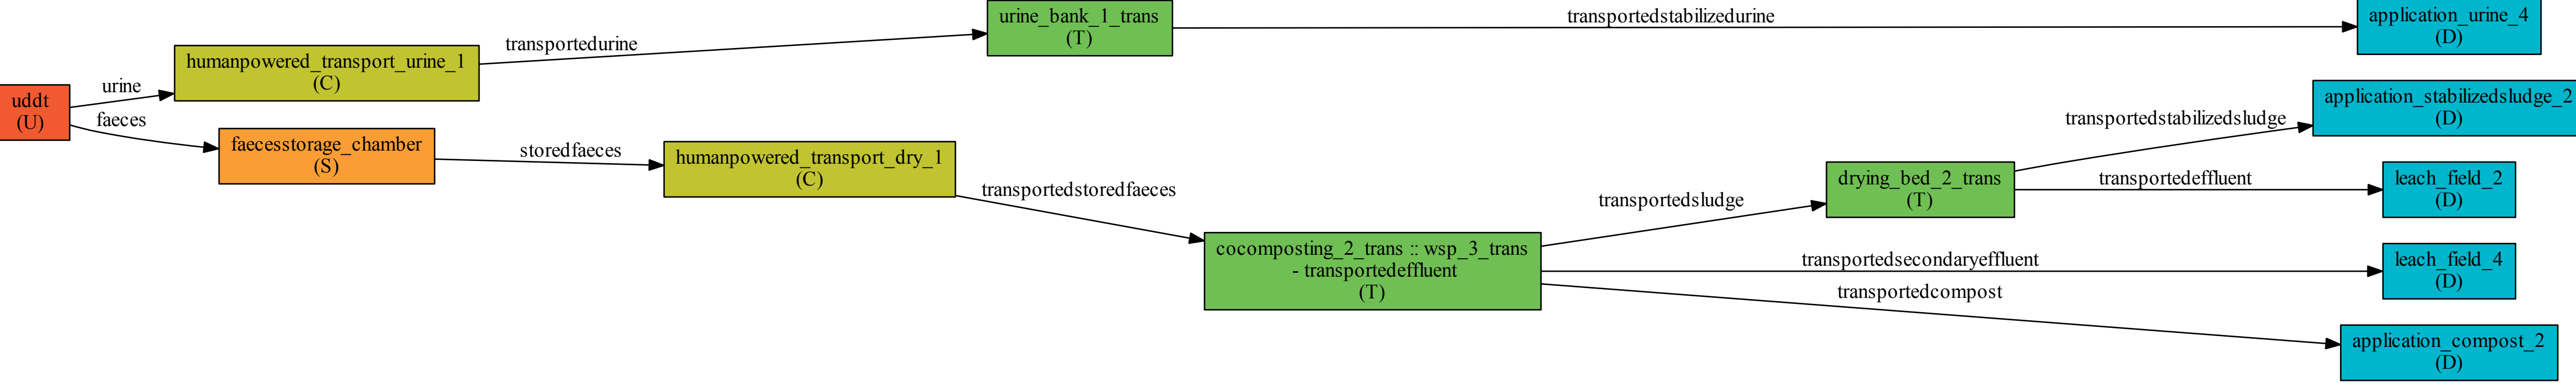 uddt
(U)
urine
faeces
humanpowered_transport_urine_1
(C)
faecesstorage_chamber
(S)
transportedurine
storedfaeces
humanpowered_transport_dry_1
(C)
urine_bank_1_trans
(T)
transportedstoredfaeces
cocomposting_2_trans :: wsp_3_trans
- transportedeffluent
(T)
transportedstabilizedurine
transportedsludge
transportedsecondaryeffluent
transportedcompost
drying_bed_2_trans
(T)
transportedstabilizedsludge
transportedeffluent
application_urine_4
(D)
application_stabilizedsludge_2
(D)
leach_field_2
(D)
leach_field_4
(D)
application_compost_2
(D)